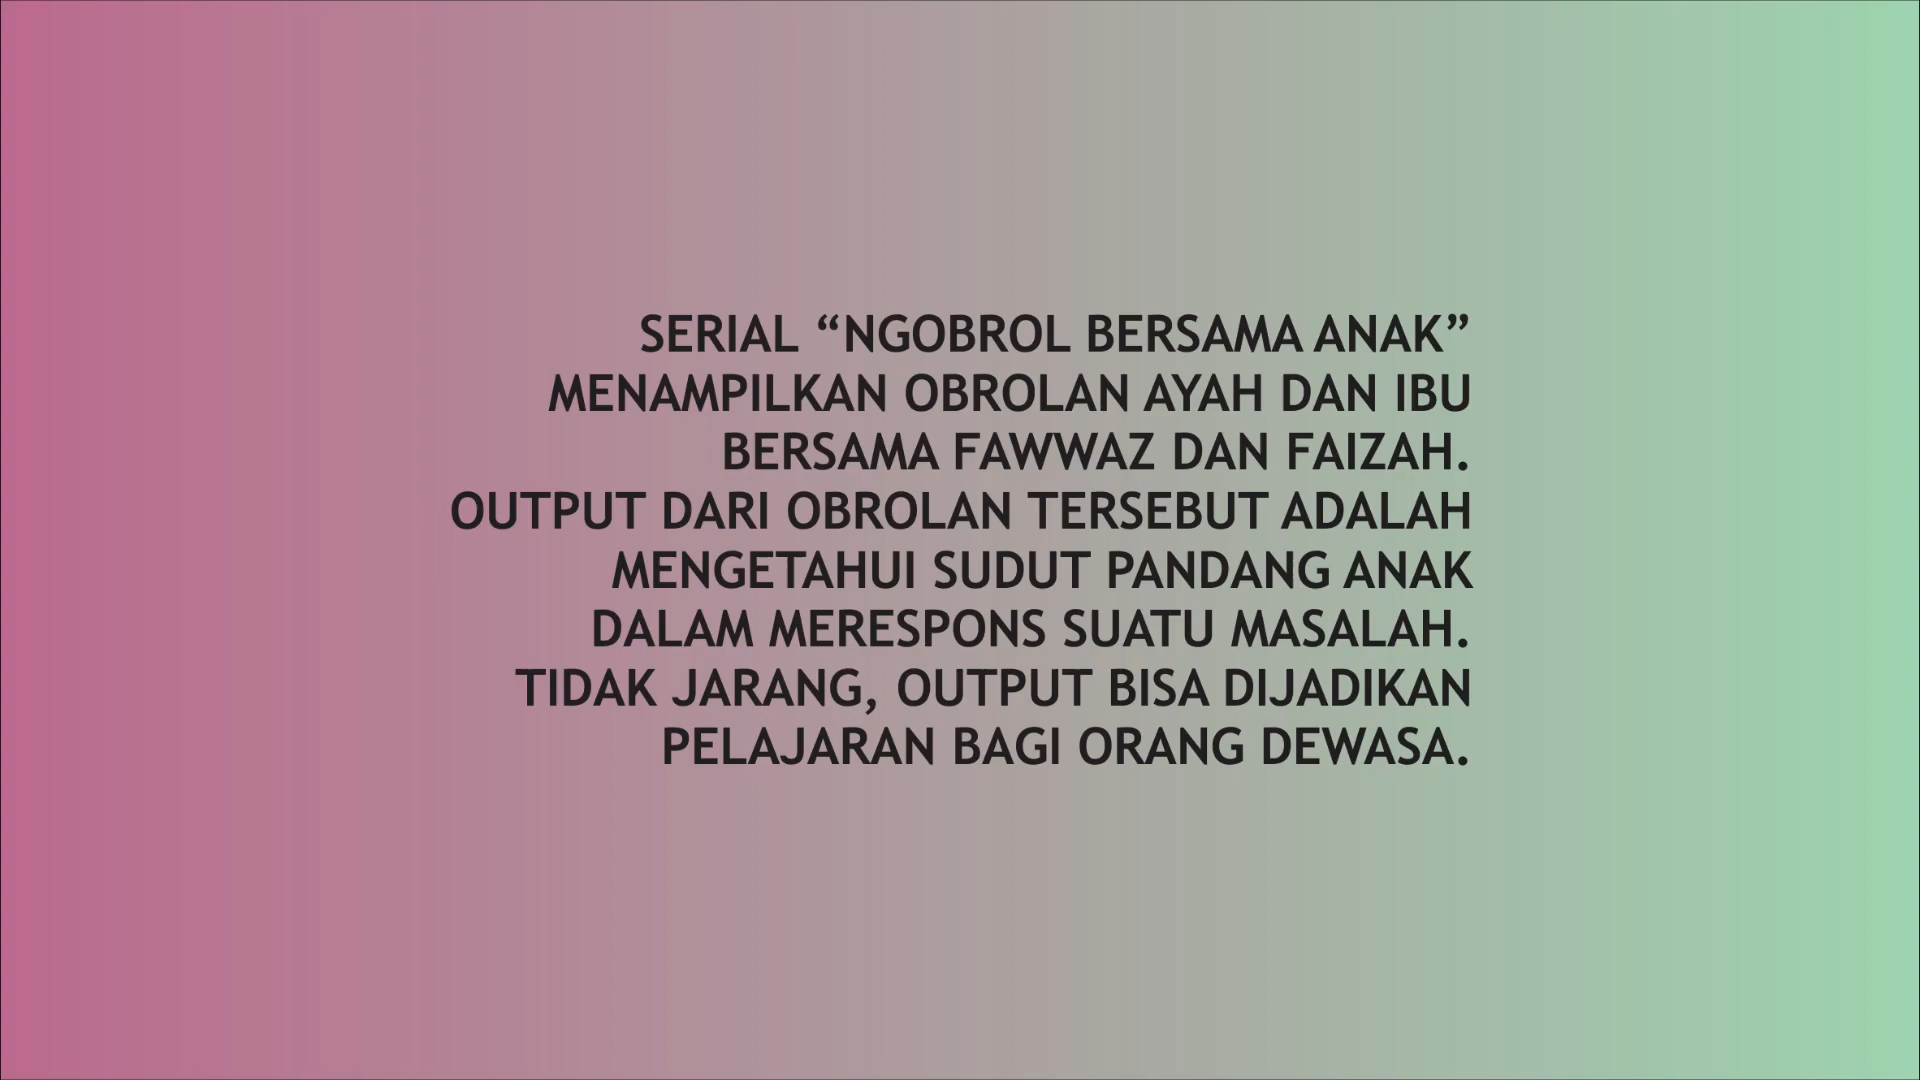 SERIAL “NGOBROL BERSAMA ANAK”
MENAMPILKAN OBROLAN AYAH DAN IBU
BERSAMA FAWWAZ DAN FAIZAH.
OUTPUT DARI OBROLAN TERSEBUT ADALAH
MENGETAHUI SUDUT PANDANG ANAK
DALAM MERESPONS SUATU MASALAH.
TIDAK JARANG, OUTPUT BISA DIJADIKAN
PELAJARAN BAGI ORANG DEWASA.